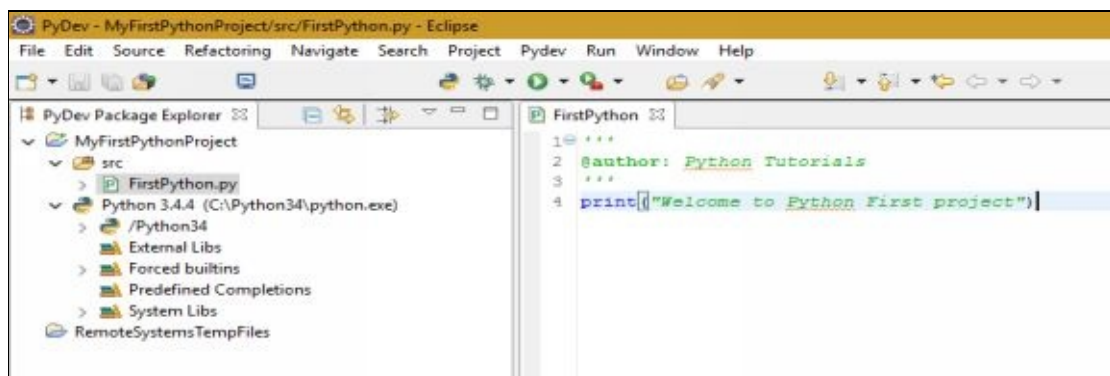 PyDev - MyFirstPythonProject/src/FirstPython.py - Eclipse
File Edit Source Refactoring Navigate Search Project Pydev Run Window Help
PyDev Package Explorer
MyFirstPythonProject
src
FirstPython.py
Python 3.4.4 (C:\Python34\python.exe)
/Python34
External Libs
Forced builtins
Predefined Completions
System Libs
RemoteSystemsTempFiles
FirstPython
1 '''
2 @author: Python Tutorials
3 '''
4 print("Welcome to Python First project")